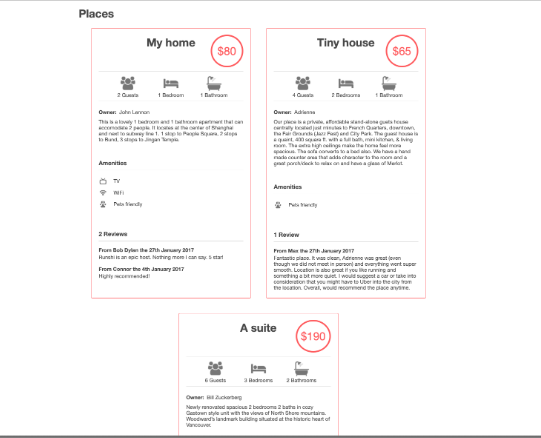 Places
My home
$80
2 Guests
1 Bedroom
1 Bathroom
Owner: John Lennon
This is a lovely 1 bedroom and 1 bathroom apartment that can
accomodate 2 people. It locates at the center of Shanghai
and next to subway line 1. 1 stop to People Square, 2 stops
to Bund, 3 stops to Jingan Temple.
Amenities
TV
WiFi
Pets friendly
2 Reviews
From Bob Dylan the 27th January 2017
is an epic host. Nothing more I can say. 5 star!
From Connor the 4th January 2017
Highly recommended!
Tiny house
$65
4 Guests
2 Bedrooms
1 Bathroom
Owner: Adrienne
Our place is a private, affordable stand-alone guests house
centrally located just minutes to French Quarters, downtown,
the Fair Grounds (Jazz Fest) and City Park. The guest house is
a quaint, 400 square ft. with a full bath, mini kitchen, & living
room. The extra high ceilings make the home feel more
spacious. The sofa converts to a bed also. We have a hand
made counter area that adds character to the room and a
great porch/deck to relax on and have a glass of Merlot.
Amenities
Pets friendly
1 Review
From Max the 27th January 2017
Fantastic place. It was clean, Adrienne was great (even
though we did not meet in person) and everything went super
smooth. Location is also great if you like running and
something a bit more quiet. I would suggest a car or take into
consideration that you might have to Uber into the city from
the location. Overall, would recommend the place anytime.
A suite
$190
6 Guests
3 Bedrooms
2 Bathrooms
Owner: Bill Zuckerberg
Newly renovated spacious 2 bedrooms 2 baths in cozy
Gastown style unit with the views of North Shore mountains.
Woodward's landmark building situated at the historic heart of
Vancouver.